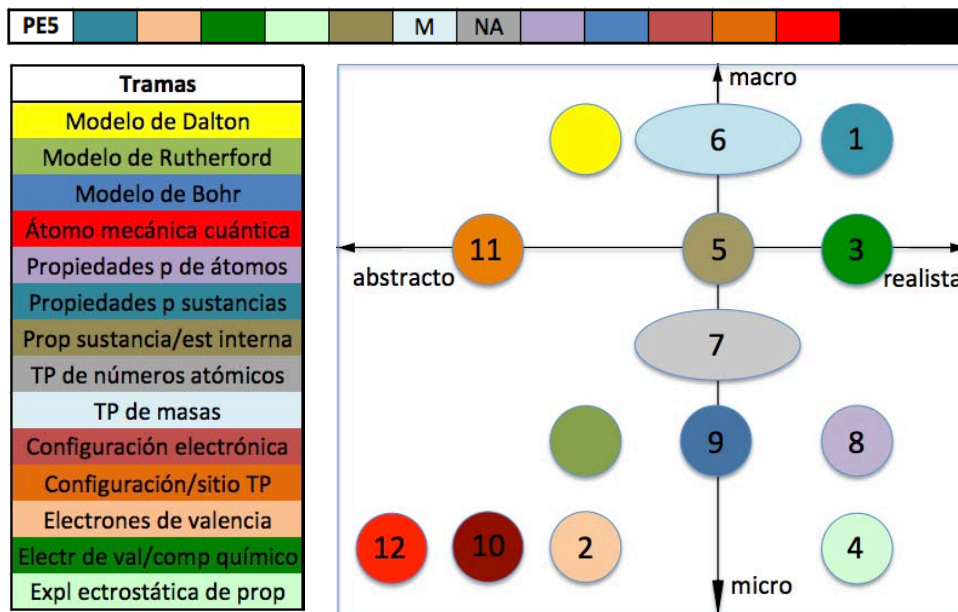 PE5 M NA
Tramas
Modelo de Dalton
Modelo de Rutherford
Modelo de Bohr
Átomo mecánica cuántica
Propiedades p de átomos
Propiedades p sustancias
Prop sustancia/est interna
TP de números atómicos
TP de masas
Configuración electrónica
Configuración/sitio TP
Electrones de valencia
Electr de val/comp químico
Expl ectrostática de prop
macro
6 1
11 5 3
abstracto realista
7
9 8
12 10 2 4
micro